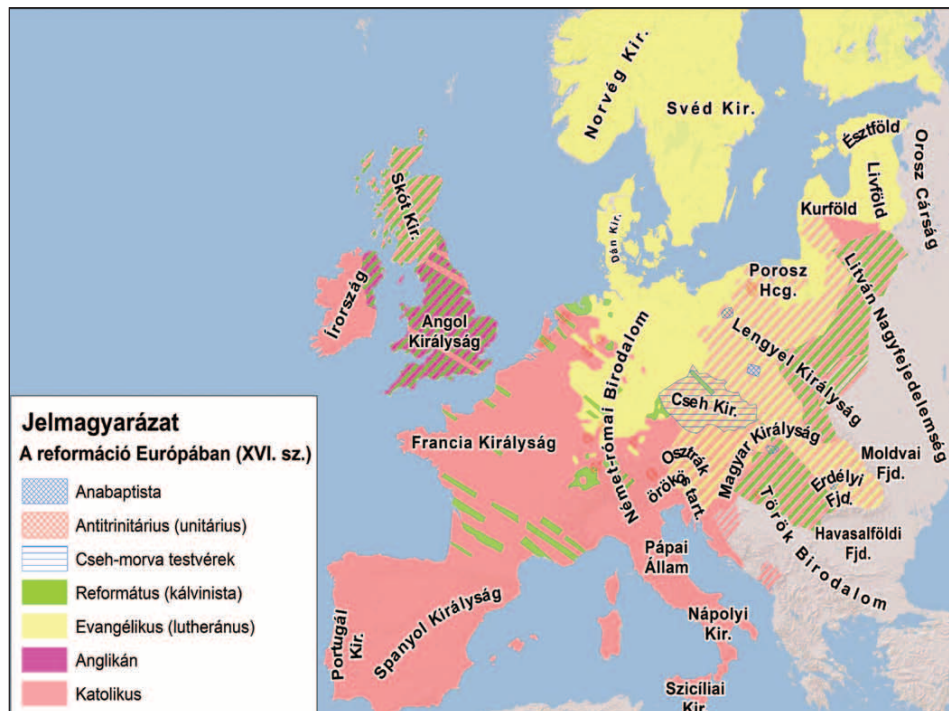 Norvég Kir.
Svéd Kir.
Észtföld
Orosz Cárság
Livföld
Kurföld
Skót Kir.
Dán Kir.
Írország
Angol
Királyság
Porosz
Hcg.
Litván Nagyfejedelemség
Lengyel Királyság
Német-római Birodalom
Cseh Kir.
Francia Királyság
Osztrák
örökös tart.
Magyar Királyság
Moldvai
Fjd.
Erdélyi
Fjd.
Török Birodalom
Havasalföldi
Fjd.
Pápai
Állam
Portugál
Kir.
Spanyol Királyság
Nápolyi
Kir.
Szicíliai
Kir.
Jelmagyarázat
A reformáció Európában (XVI. sz.)
Anabaptista
Antitrinitárius (unitárius)
Cseh-morva testvérek
Református (kálvinista)
Evangélikus (lutheránus)
Anglikán
Katolikus